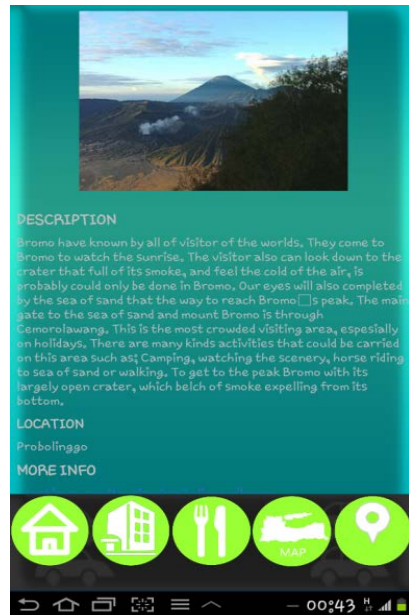 DESCRIPTION
Bromo have known by all of visitor of the worlds. They come to
Bromo to watch the sunrise. The visitor also can look down to the
crater that full of its smoke, and feel the cold of the air, is
probably could only be done in Bromo. Our eyes will also completed
by the sea of sand that the way to reach Bromo□s peak. The main
gate to the sea of sand and mount Bromo is through
Cemorolawang. This is the most crowded visiting area, espesially
on holidays. There are many kinds activities that could be carried
on this area such as; Camping, watching the scenery, horse riding
to sea of sand or walking. To get to the peak Bromo with its
largely open crater, which belch of smoke expelling from its
bottom.
LOCATION
Probolinggo
MORE INFO
MAP
00:43 H